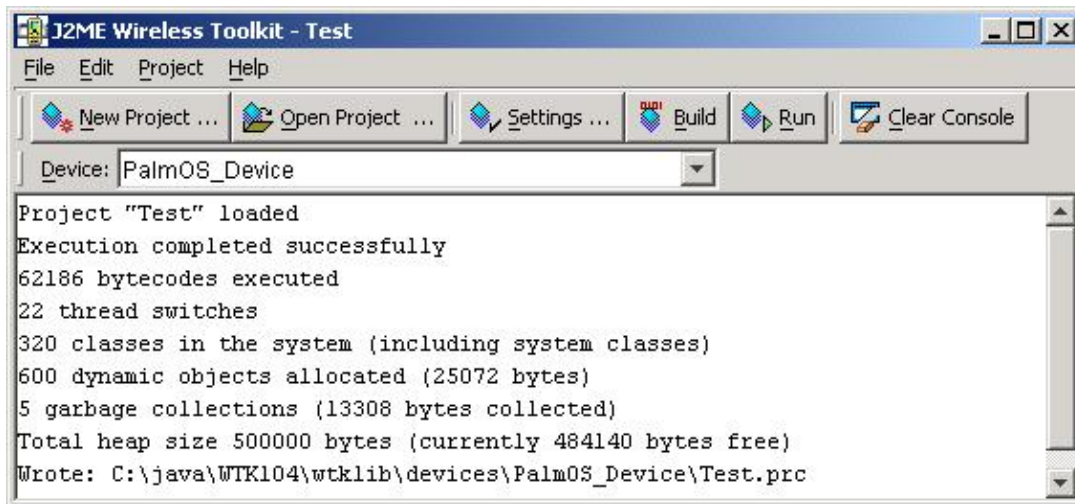 J2ME Wireless Toolkit - Test
File Edit Project Help
New Project ... Open Project ... Settings ... Build Run Clear Console
Device: PalmOS_Device
Project "Test" loaded
Execution completed successfully
62186 bytecodes executed
22 thread switches
320 classes in the system (including system classes)
600 dynamic objects allocated (25072 bytes)
5 garbage collections (13308 bytes collected)
Total heap size 500000 bytes (currently 484140 bytes free)
Wrote: C:\java\WTK104\wtklib\devices\PalmOS_Device\Test.prc